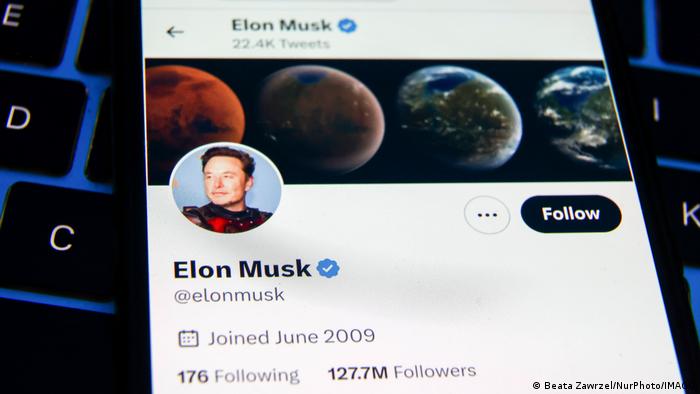 Elon Musk
22.4K Tweets
Follow
Elon Musk
@elonmusk
Joined June 2009
176 Following 127.7M Followers
E
D
C
I
K
© Beata Zawrzel/NurPhoto/IMAG